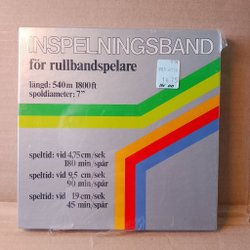 INSPELNINGSBAND
för rullbandspelare
längd: 540 m 1800 ft
spoldiameter: 7"
speltid: vid 4,75 cm/sek
180 min/spår
speltid: vid 9,5 cm/sek
90 min/spår
speltid: vid 19 cm/sek
45 min/spår